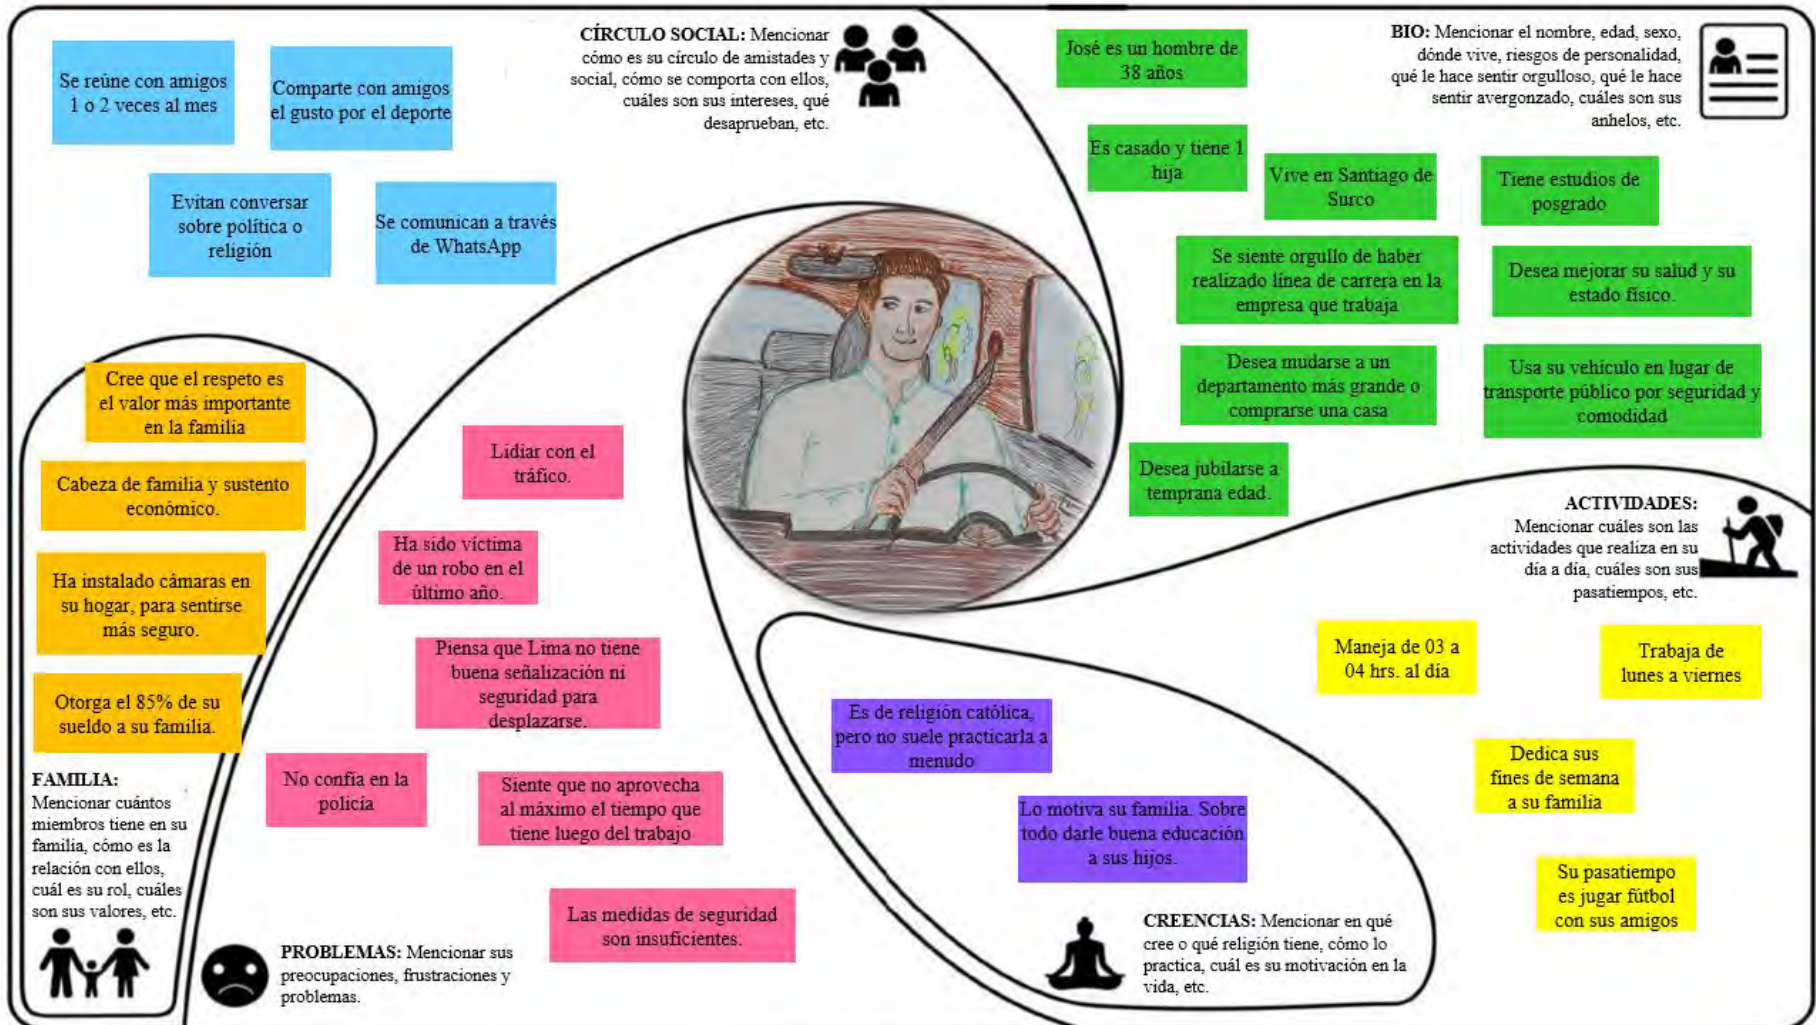 CÍRCULO SOCIAL: Mencionar
cómo es su círculo de amistades y
social, cómo se comporta con ellos,
cuáles son sus intereses, qué
desaprueban, etc.
Se reúne con amigos
1 o 2 veces al mes
Comparte con amigos
el gusto por el deporte
Evitan conversar
sobre política o
religión
Se comunican a través
de WhatsApp
BIO: Mencionar el nombre, edad, sexo,
dónde vive, riesgos de personalidad,
qué le hace sentir orgulloso, qué le hace
sentir avergonzado, cuáles son sus
anhelos, etc.
José es un hombre de
38 años
Es casado y tiene 1
hija
Vive en Santiago de
Surco
Tiene estudios de
posgrado
Se siente orgullo de haber
realizado línea de carrera en la
empresa que trabaja
Desea mejorar su salud y su
estado físico.
Desea mudarse a un
departamento más grande o
comprarse una casa
Usa su vehículo en lugar de
transporte público por seguridad y
comodidad
Desea jubilarse a
temprana edad.
Cree que el respeto es
el valor más importante
en la familia
Cabeza de familia y sustento
económico.
Ha instalado cámaras en
su hogar, para sentirse
más seguro.
Otorga el 85% de su
sueldo a su familia.
FAMILIA:
Mencionar cuántos
miembros tiene en su
familia, cómo es la
relación con ellos,
cuál es su rol, cuáles
son sus valores, etc.
Lidiar con el
tráfico.
Ha sido víctima
de un robo en el
último año.
Piensa que Lima no tiene
buena señalización ni
seguridad para
desplazarse.
No confía en la
policía
Siente que no aprovecha
al máximo el tiempo que
tiene luego del trabajo
Las medidas de seguridad
son insuficientes.
PROBLEMAS: Mencionar sus
preocupaciones, frustraciones y
problemas.
Es de religión católica,
pero no suele practicarla a
menudo
Lo motiva su familia. Sobre
todo darle buena educación
a sus hijos.
CREENCIAS: Mencionar en qué
cree o qué religión tiene, cómo lo
practica, cuál es su motivación en la
vida, etc.
ACTIVIDADES:
Mencionar cuáles son las
actividades que realiza en su
día a día, cuáles son sus
pasatiempos, etc.
Maneja de 03 a
04 hrs. al día
Trabaja de
lunes a viernes
Dedica sus
fines de semana
a su familia
Su pasatiempo
es jugar fútbol
con sus amigos